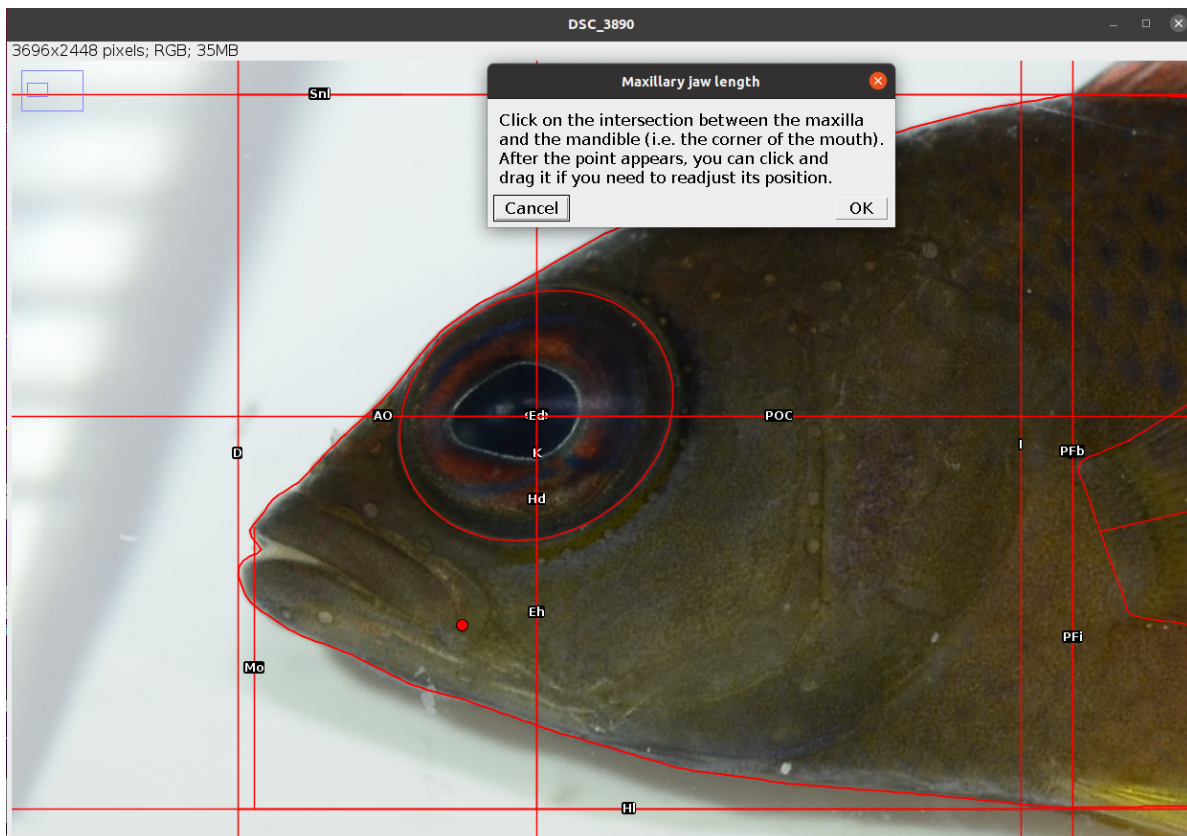 DSC_3890
3696x2448 pixels; RGB; 35MB
Maxillary jaw length
Click on the intersection between the maxilla
and the mandible (i.e. the corner of the mouth).
After the point appears, you can click and
drag it if you need to readjust its position.
Cancel OK
Snl
AO Ed POC
D K I PFb
Hd
Eh
Mo PFi
Hl